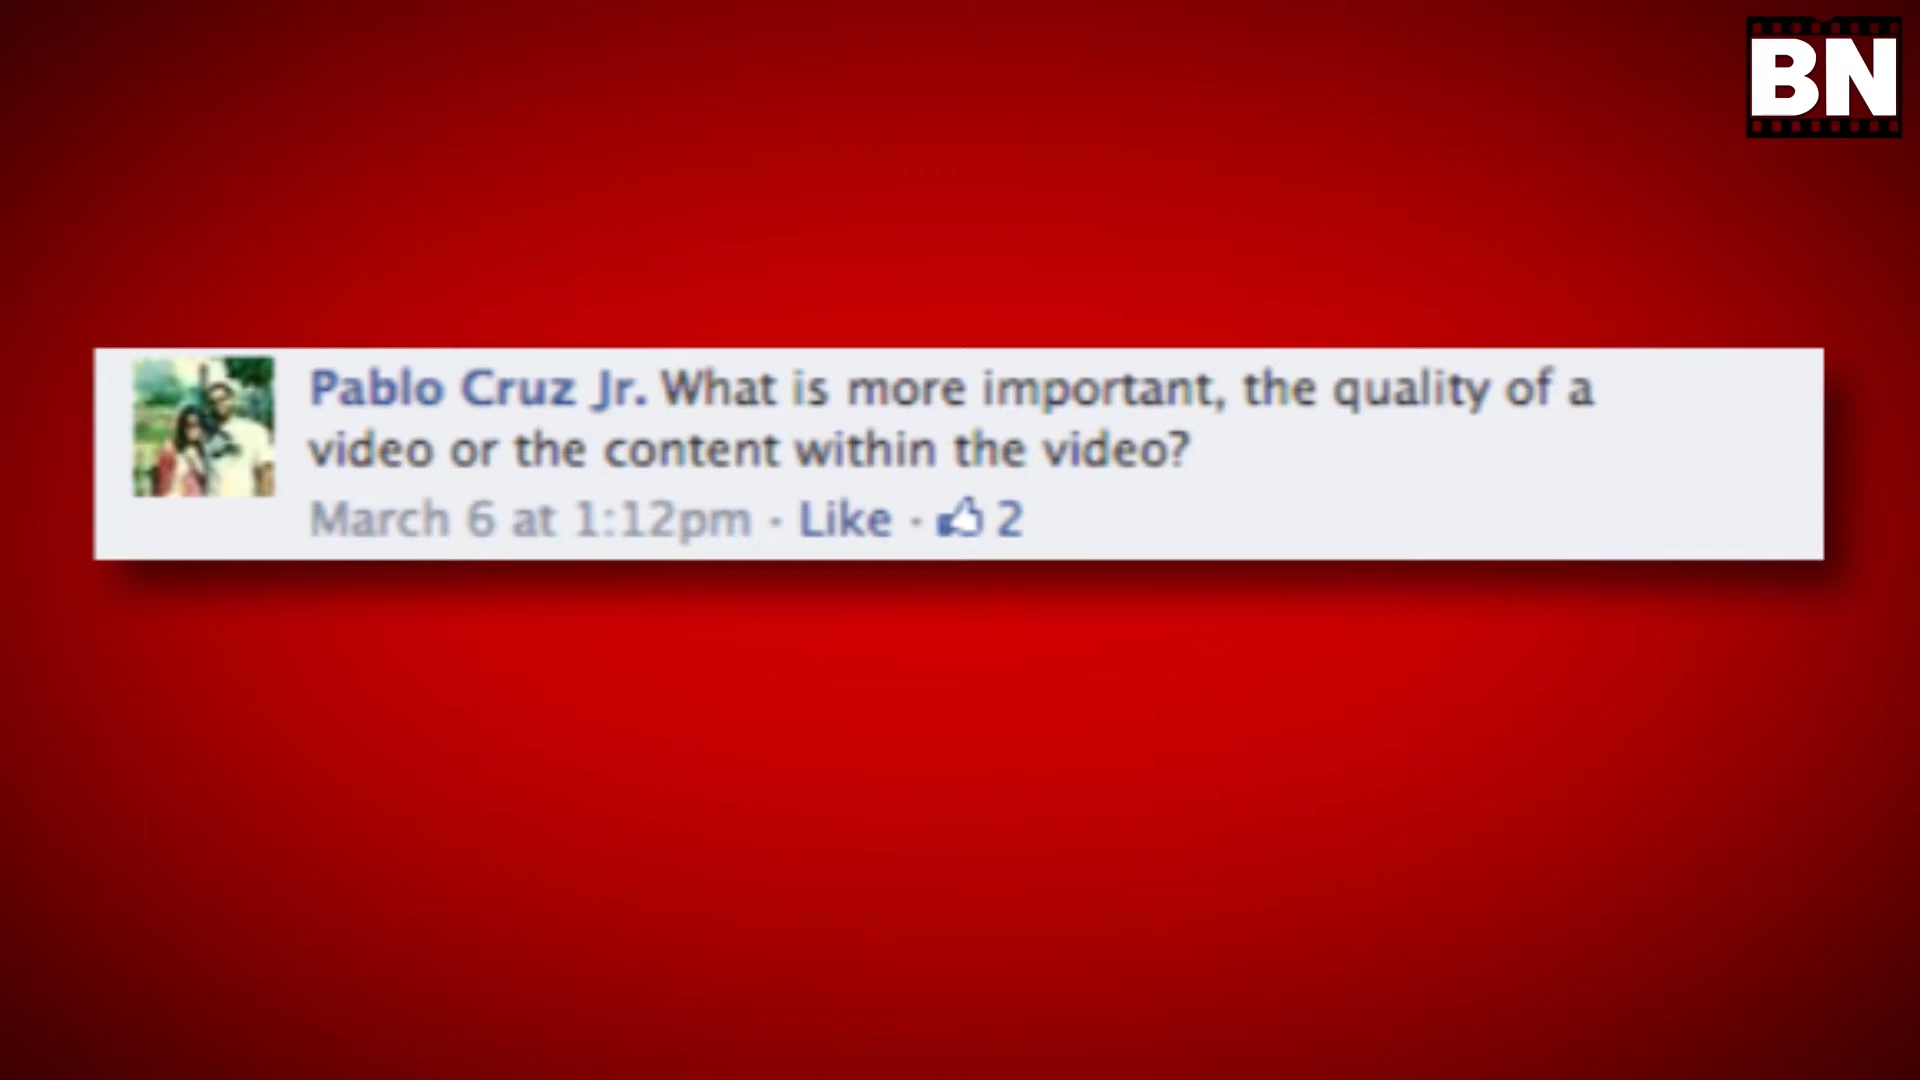 BN
Pablo Cruz Jr. What is more important, the quality of a
video or the content within the video?
March 6 at 1:12pm · Like · 2